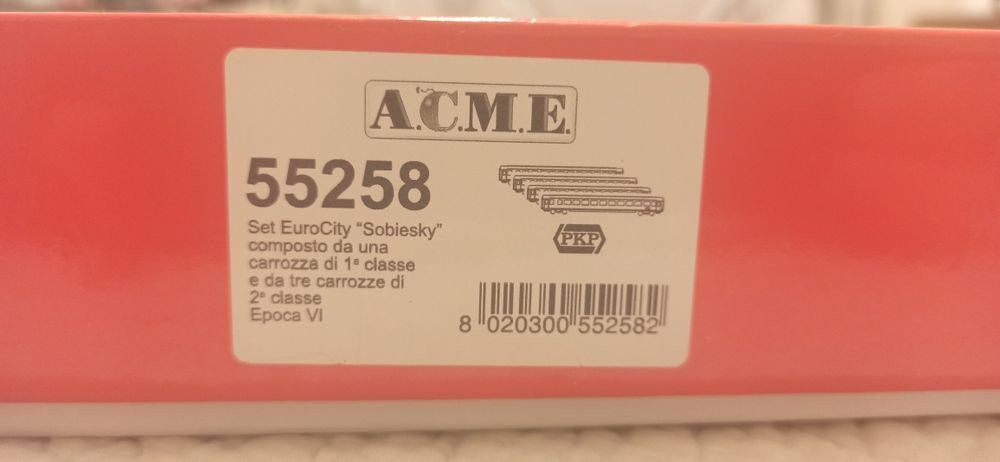 A.C.M.E.
55258
Set EuroCity “Sobiesky”
composto da una
carrozza di 1ª classe
e da tre carrozze di
2ª classe
Epoca VI
PKP
8 020300 552582